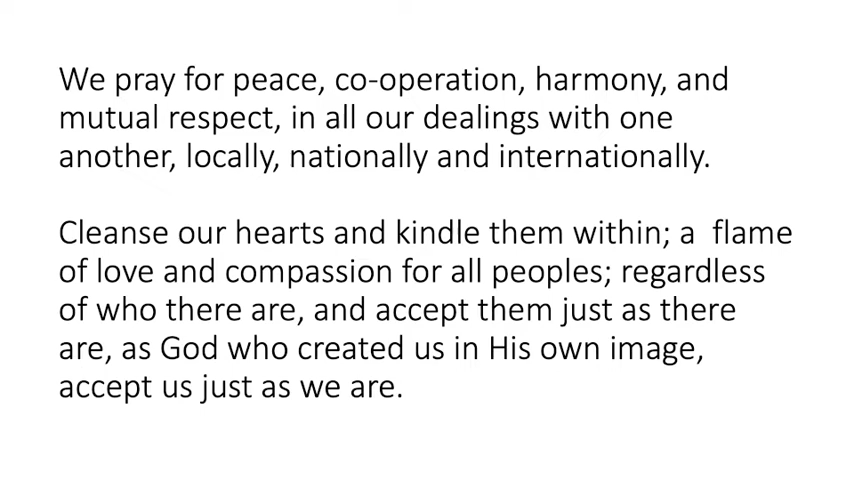 We pray for peace, co-operation, harmony, and
mutual respect, in all our dealings with one
another, locally, nationally and internationally.
Cleanse our hearts and kindle them within; a  flame
of love and compassion for all peoples; regardless
of who there are, and accept them just as there
are, as God who created us in His own image,
accept us just as we are.